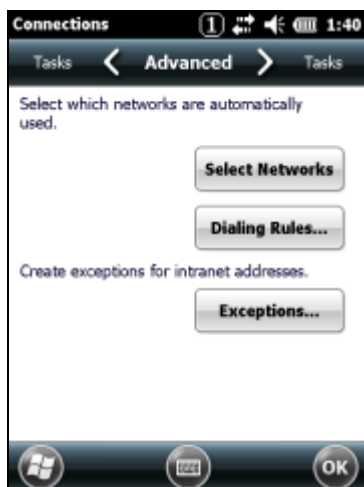 Connections 1 1:40
Tasks Advanced Tasks
Select which networks are automatically
used.
Select Networks
Dialing Rules...
Create exceptions for intranet addresses.
Exceptions...
OK